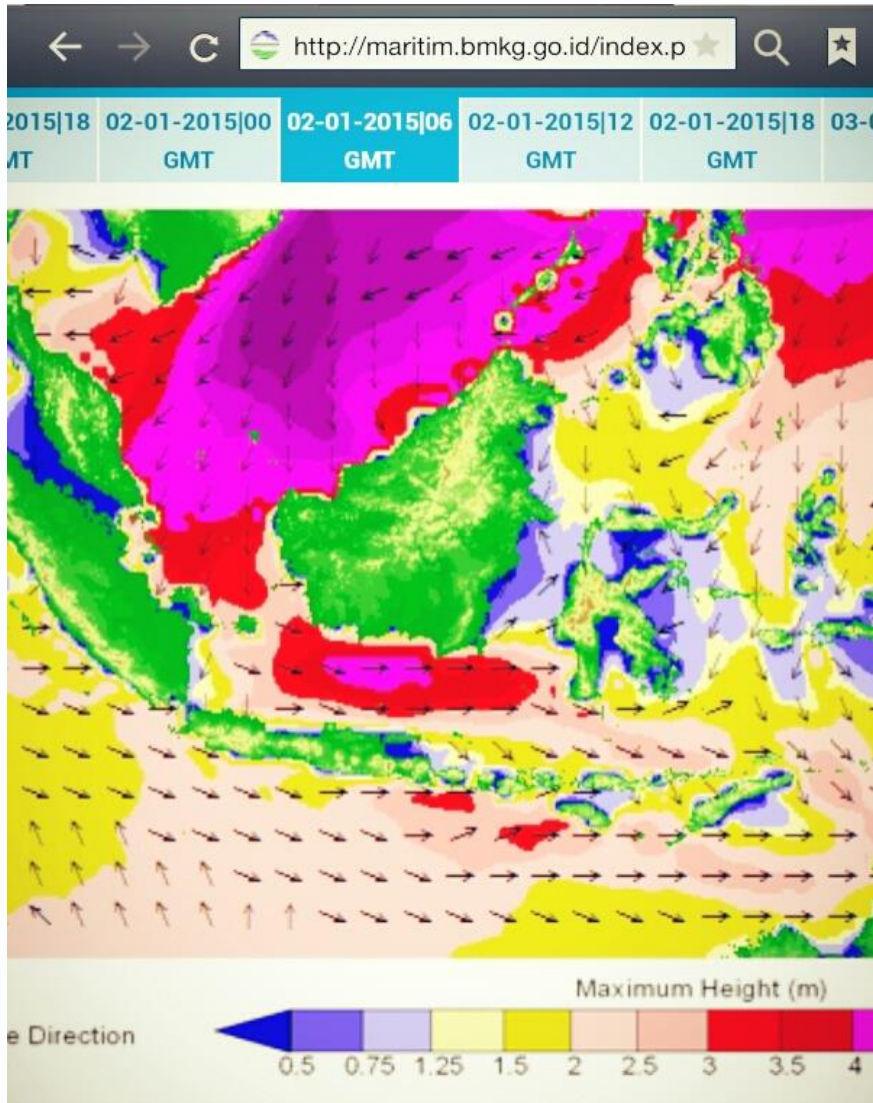 http://maritim.bmkg.go.id/index.p
2015|18 02-01-2015|00 02-01-2015|06 02-01-2015|12 02-01-2015|18 03-0
MT GMT GMT GMT GMT
Maximum Height (m)
e Direction
0.5 0.75 1.25 1.5 2 2.5 3 3.5 4